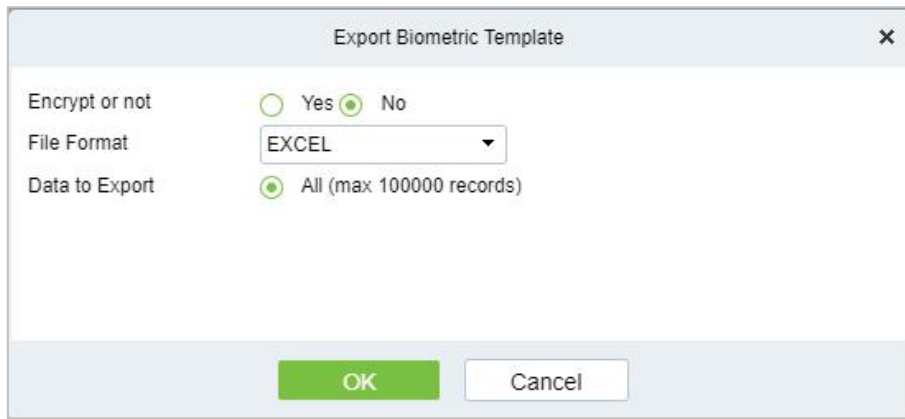 Export Biometric Template
Encrypt or not Yes No
File Format EXCEL
Data to Export All (max 100000 records)
OK Cancel